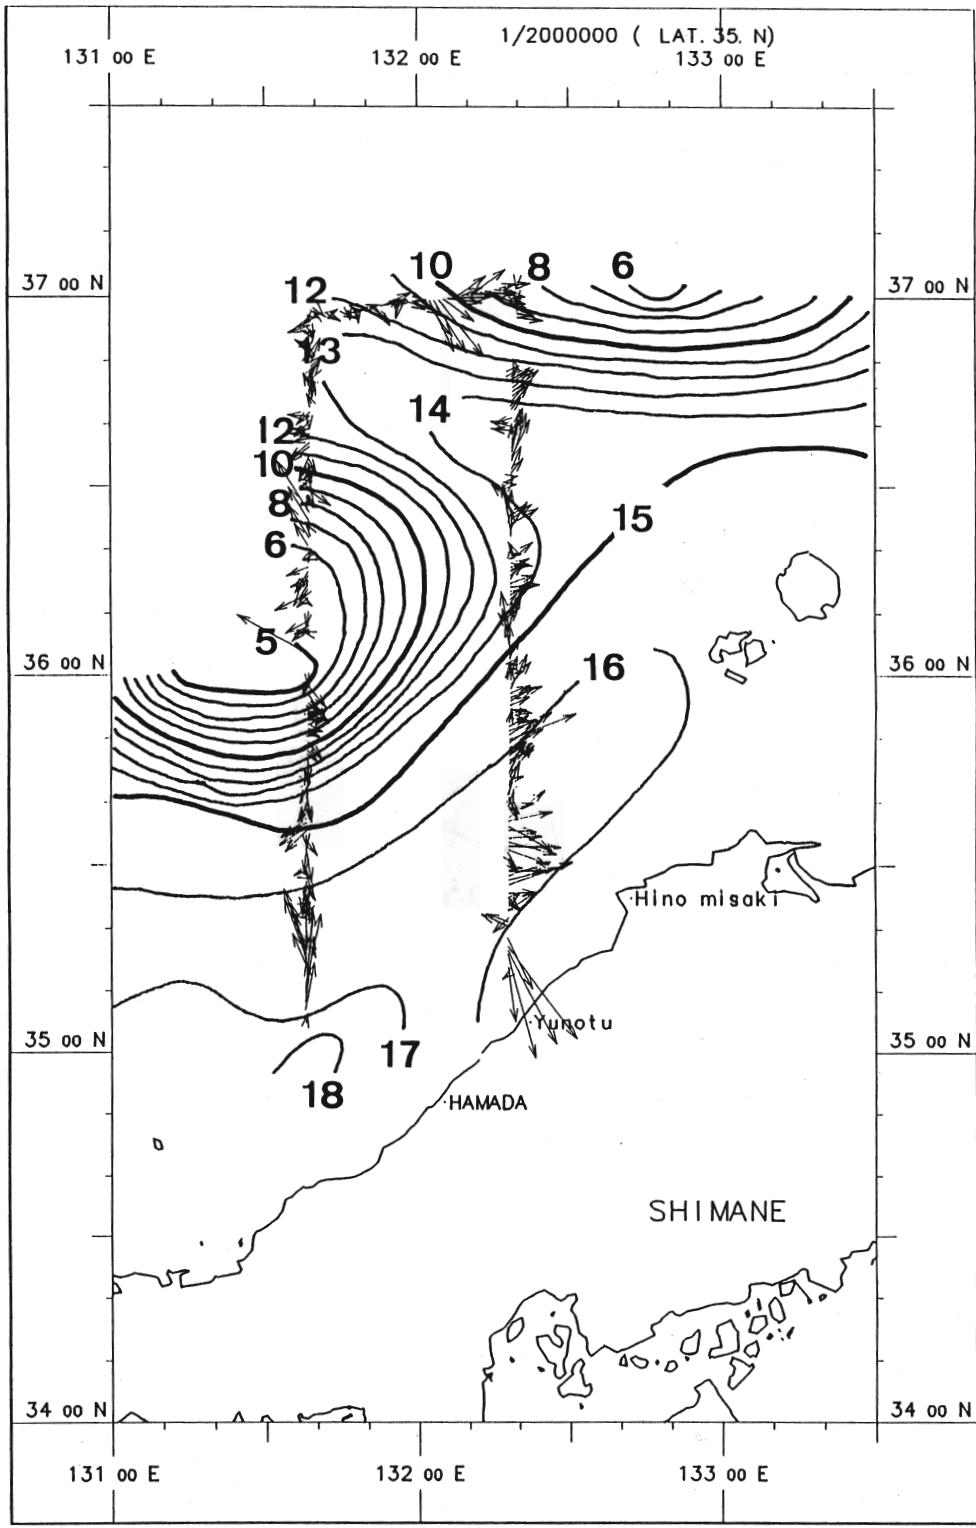 1/2000000 ( LAT. 35. N)
131 00 E
132 00 E
133 00 E
37 00 N
37 00 N
12
10
8
6
13
14
12
10
8
6
5
15
16
36 00 N
36 00 N
Hino misaki
Yunotu
17
18
35 00 N
35 00 N
HAMADA
SHIMANE
34 00 N
34 00 N
131 00 E
132 00 E
133 00 E